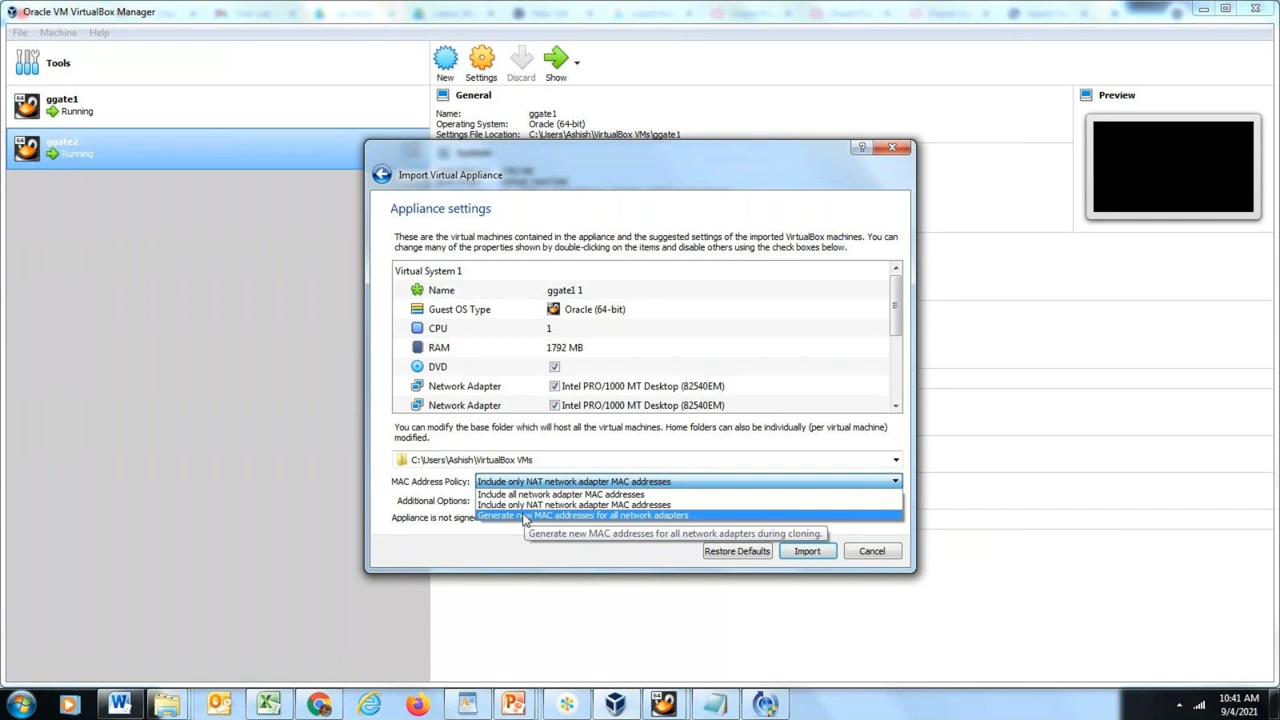 Oracle VM VirtualBox Manager
File Machine Help
Tools
New Settings Discard Show
ggate1
Running
ggate2
Running
General
Name: ggate1
Operating System: Oracle (64-bit)
Settings File Location: C:\Users\Ashish\VirtualBox VMs\ggate1
Preview
Import Virtual Appliance
Appliance settings
These are the virtual machines contained in the appliance and the suggested settings of the imported VirtualBox machines. You can
change many of the properties shown by double-clicking on the items and disable others using the check boxes below.
Virtual System 1
Name ggate1 1
Guest OS Type Oracle (64-bit)
CPU 1
RAM 1792 MB
DVD
Network Adapter Intel PRO/1000 MT Desktop (82540EM)
Network Adapter Intel PRO/1000 MT Desktop (82540EM)
You can modify the base folder which will host all the virtual machines. Home folders can also be individually (per virtual machine)
modified.
C:\Users\Ashish\VirtualBox VMs
MAC Address Policy: Include only NAT network adapter MAC addresses
Include all network adapter MAC addresses
Additional Options: Include only NAT network adapter MAC addresses
Generate new MAC addresses for all network adapters
Appliance is not signed
Generate new MAC addresses for all network adapters during cloning.
Restore Defaults Import Cancel
10:41 AM
9/4/2021